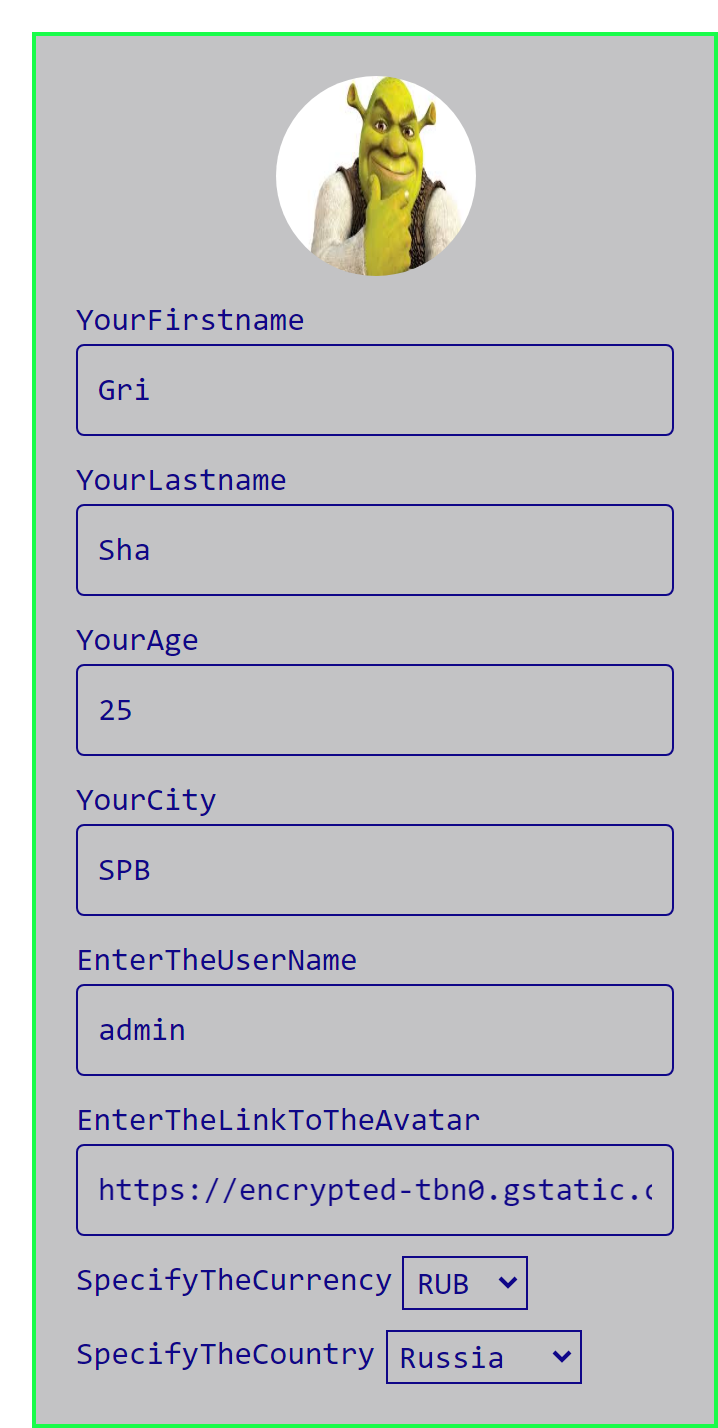 YourFirstname
Gri
YourLastname
Sha
YourAge
25
YourCity
SPB
EnterTheUserName
admin
EnterTheLinkToTheAvatar
https://encrypted-tbn0.gstatic.c
SpecifyTheCurrency RUB
SpecifyTheCountry Russia